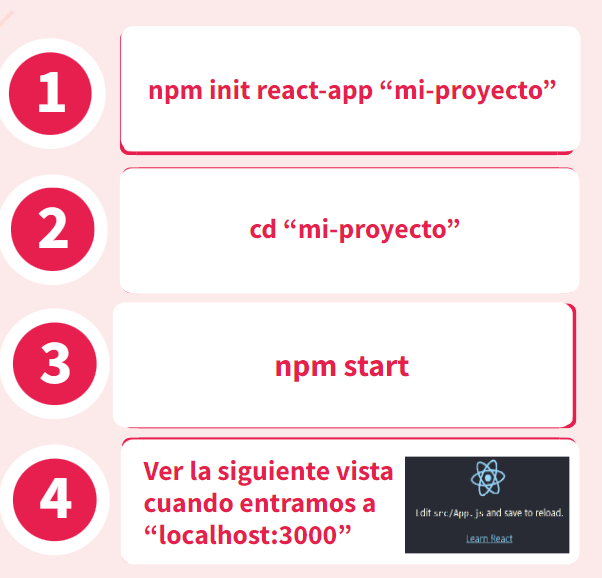 1
npm init react-app “mi-proyecto”
2
cd “mi-proyecto”
3
npm start
4
Ver la siguiente vista
cuando entramos a
“localhost:3000”
Edit src/App.js and save to reload.
Learn React